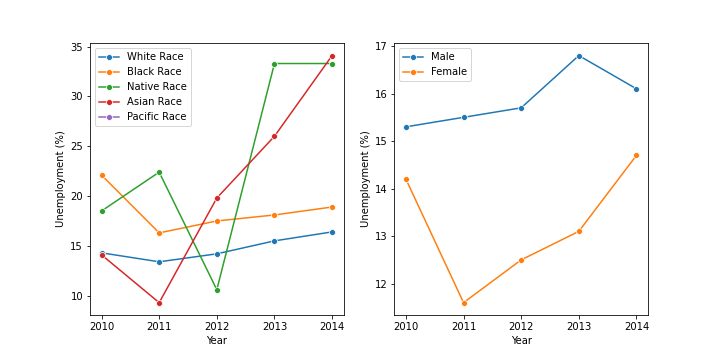 White Race
Black Race
Native Race
Asian Race
Pacific Race
Unemployment (%)
35
30
25
20
15
10
2010 2011 2012 2013 2014
Year
Male
Female
Unemployment (%)
17
16
15
14
13
12
2010 2011 2012 2013 2014
Year